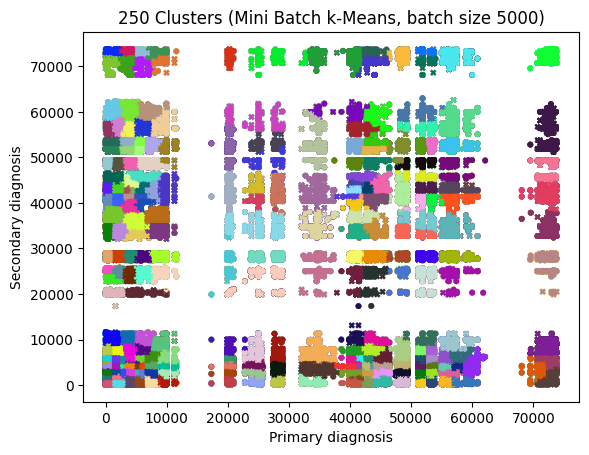 250 Clusters (Mini Batch k-Means, batch size 5000)
70000
60000
50000
40000
30000
20000
10000
0
Secondary diagnosis
0 10000 20000 30000 40000 50000 60000 70000
Primary diagnosis